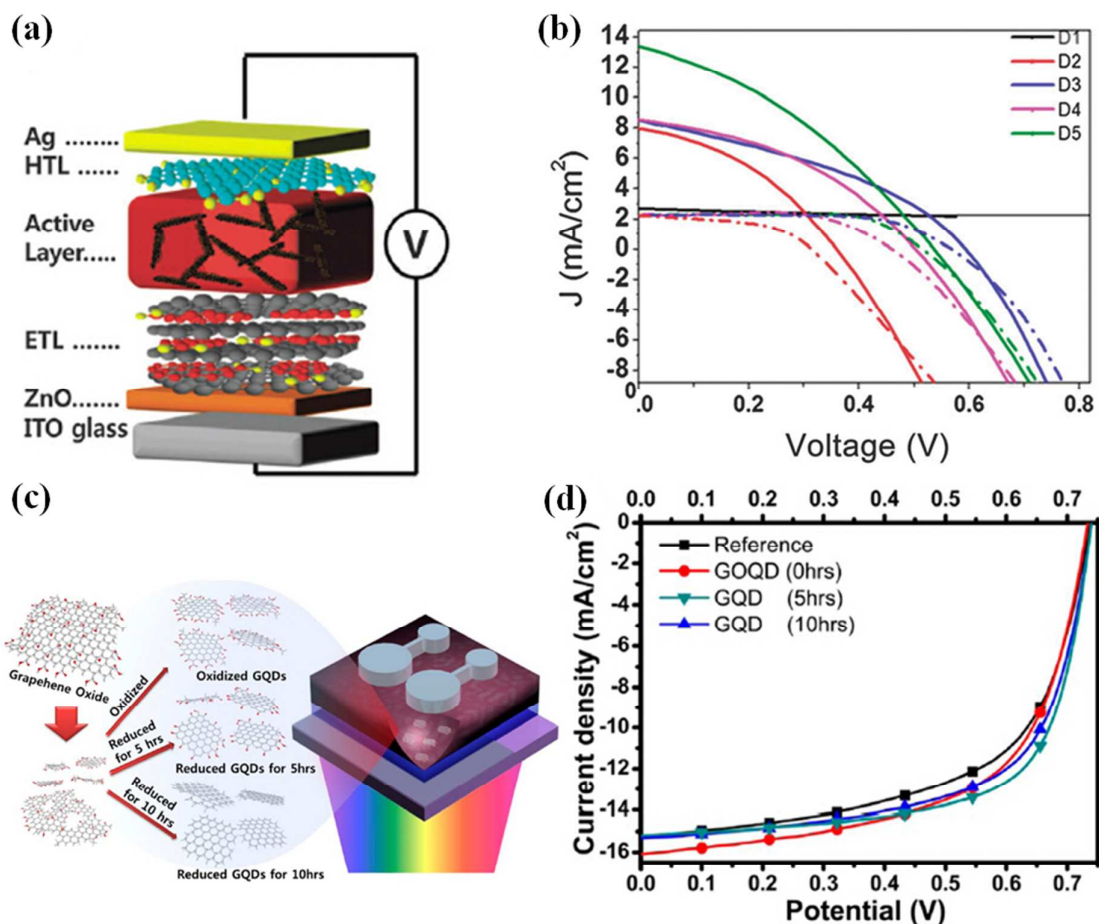 (a)
Ag ........
HTL ......
Active
Layer.....
ETL ........
ZnO.......
ITO glass
V
(b)
14
12
10
8
6
4
2
0
-2
-4
-6
-8
0
J (mA/cm²)
D1
D2
D3
D4
D5
.0
0.2
0.4
0.6
0.8
Voltage (V)
(c)
Grapehene Oxide
Oxidized
Reduced
for 5 hrs
Reduced
for 10 hrs
Oxidized GQDs
Reduced GQDs for 5hrs
Reduced GQDs for 10hrs
(d)
0.0 0.1 0.2 0.3 0.4 0.5 0.6 0.7
0
-2
-4
-6
-8
-10
-12
-14
-16
Current density (mA/cm²)
Reference
GOQD (0hrs)
GQD (5hrs)
GQD (10hrs)
0.0 0.1 0.2 0.3 0.4 0.5 0.6 0.7
Potential (V)